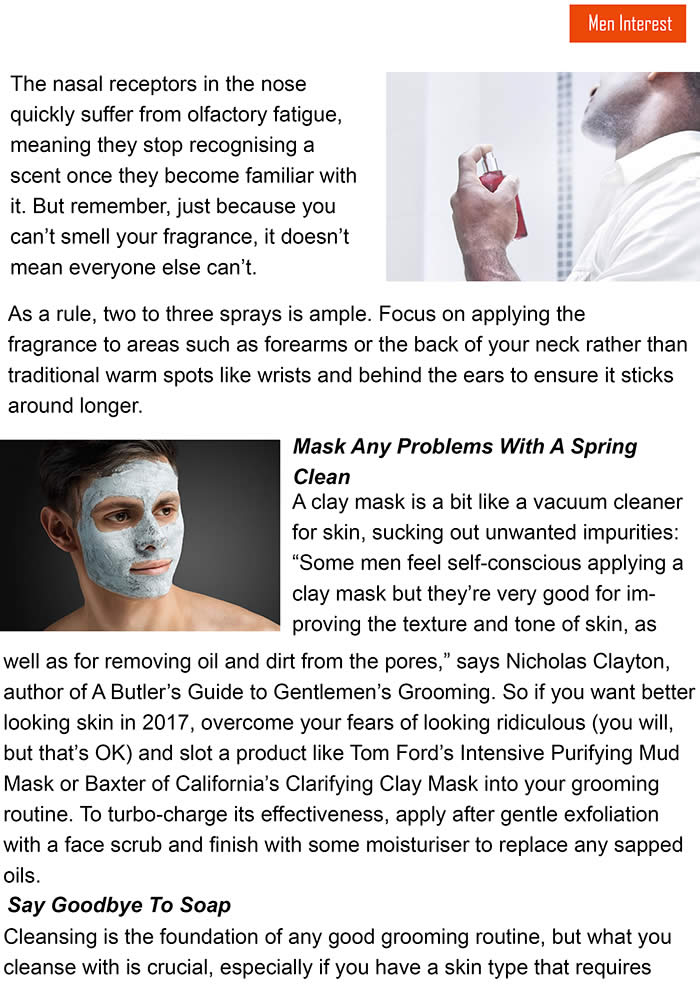 Men Interest
The nasal receptors in the nose
quickly suffer from olfactory fatigue,
meaning they stop recognising a
scent once they become familiar with
it. But remember, just because you
can’t smell your fragrance, it doesn’t
mean everyone else can’t.
As a rule, two to three sprays is ample. Focus on applying the
fragrance to areas such as forearms or the back of your neck rather than
traditional warm spots like wrists and behind the ears to ensure it sticks
around longer.
Mask Any Problems With A Spring
Clean
A clay mask is a bit like a vacuum cleaner
for skin, sucking out unwanted impurities:
“Some men feel self-conscious applying a
clay mask but they’re very good for im-
proving the texture and tone of skin, as
well as for removing oil and dirt from the pores,” says Nicholas Clayton,
author of A Butler’s Guide to Gentlemen’s Grooming. So if you want better
looking skin in 2017, overcome your fears of looking ridiculous (you will,
but that’s OK) and slot a product like Tom Ford’s Intensive Purifying Mud
Mask or Baxter of California’s Clarifying Clay Mask into your grooming
routine. To turbo-charge its effectiveness, apply after gentle exfoliation
with a face scrub and finish with some moisturiser to replace any sapped
oils.
Say Goodbye To Soap
Cleansing is the foundation of any good grooming routine, but what you
cleanse with is crucial, especially if you have a skin type that requires